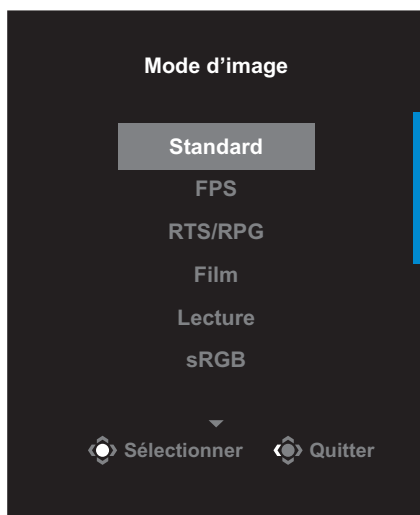 Mode d’image
Standard
FPS
RTS/RPG
Film
Lecture
sRGB
Sélectionner Quitter